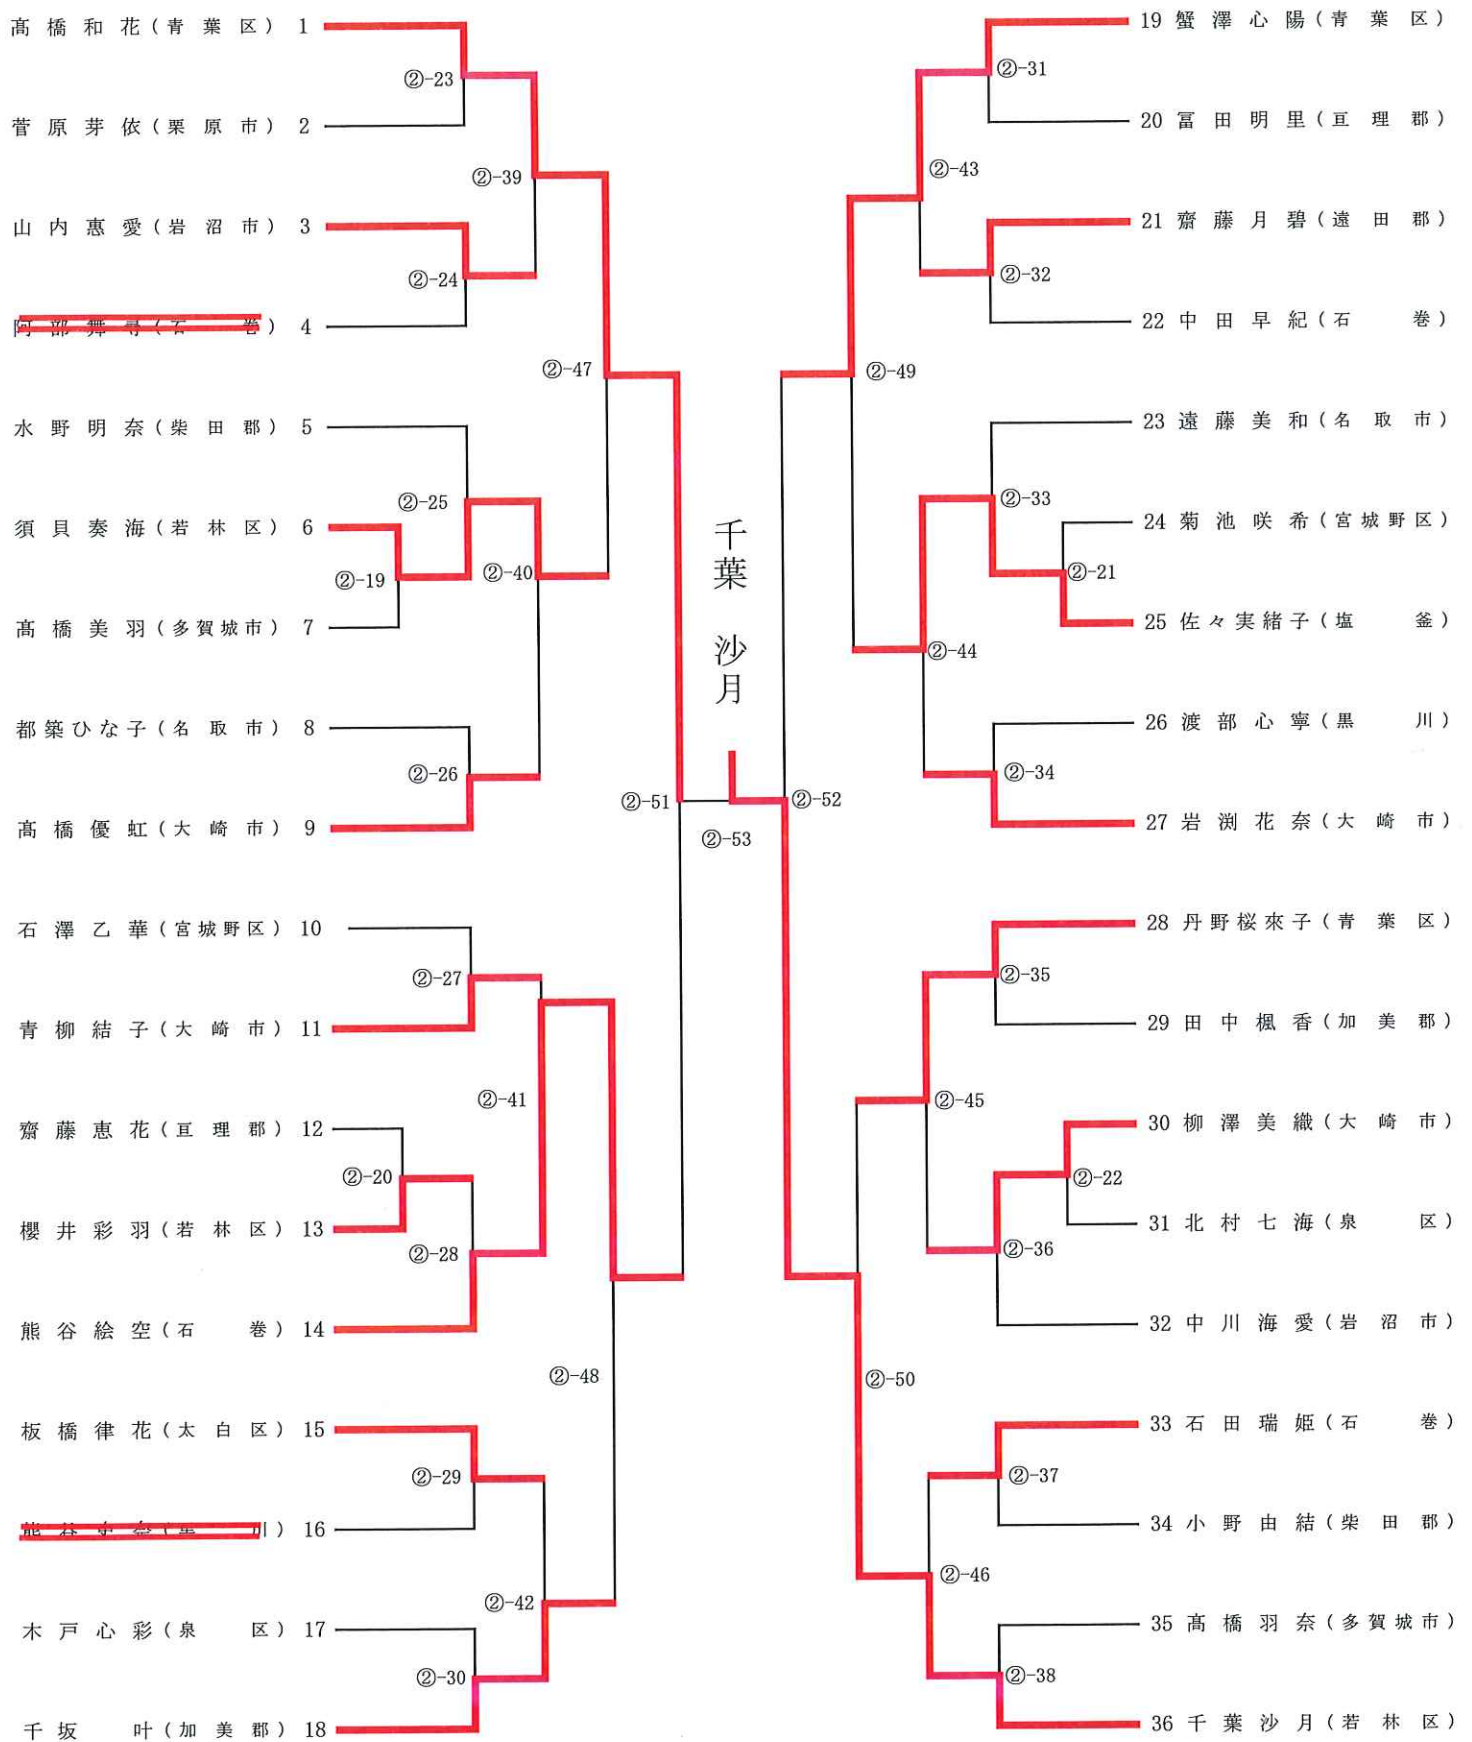 髙橋和花（青葉区） 1
菅原芽依（栗原市） 2
山内惠愛（岩沼市） 3
阿部舞尋（石巻） 4
水野明奈（柴田郡） 5
須貝奏海（若林区） 6
髙橋美羽（多賀城市） 7
都築ひな子（名取市） 8
髙橋優虹（大崎市） 9
石澤乙華（宮城野区） 10
青柳結子（大崎市） 11
齋藤恵花（亘理郡） 12
櫻井彩羽（若林区） 13
熊谷絵空（石巻） 14
板橋律花（太白区） 15
熊谷史奈（黒川） 16
木戸心彩（泉区） 17
千坂叶（加美郡） 18
②-23
②-39
②-24
②-47
②-25
②-19
②-40
②-26
②-51
②-27
②-41
②-20
②-28
②-48
②-29
②-42
②-30
千葉 沙月
②-53
②-52
②-31
②-43
②-32
②-49
②-33
②-21
②-44
②-34
②-35
②-45
②-22
②-36
②-50
②-37
②-46
②-38
19 蟹澤心陽（青葉区）
20 冨田明里（亘理郡）
21 齋藤月碧（遠田郡）
22 中田早紀（石巻）
23 遠藤美和（名取市）
24 菊池咲希（宮城野区）
25 佐々実緒子（塩釜）
26 渡部心寧（黒川）
27 岩渕花奈（大崎市）
28 丹野桜來子（青葉区）
29 田中楓香（加美郡）
30 柳澤美織（大崎市）
31 北村七海（泉区）
32 中川海愛（岩沼市）
33 石田瑞姫（石巻）
34 小野由結（柴田郡）
35 髙橋羽奈（多賀城市）
36 千葉沙月（若林区）